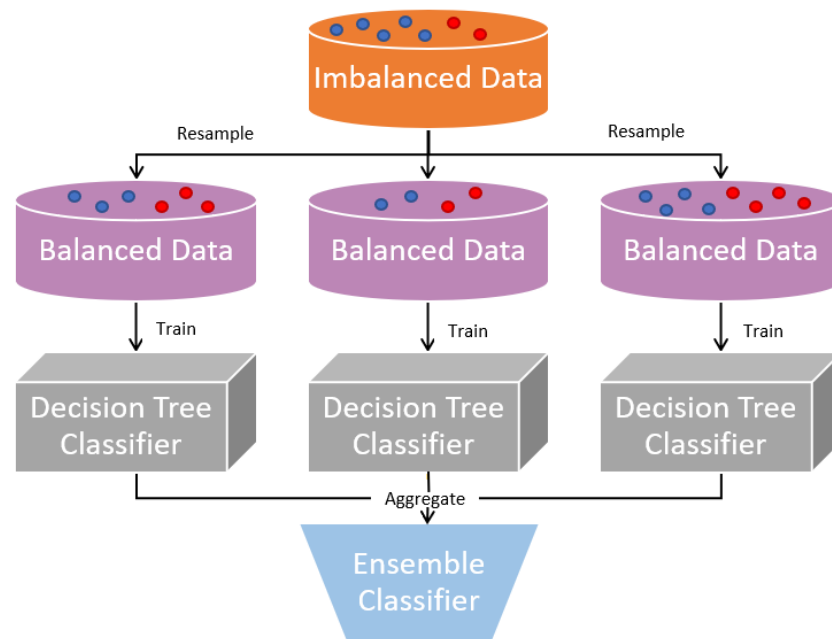 Imbalanced Data
Resample
Resample
Balanced Data
Balanced Data
Balanced Data
Train
Train
Train
Decision Tree
Classifier
Decision Tree
Classifier
Decision Tree
Classifier
Aggregate
Ensemble
Classifier